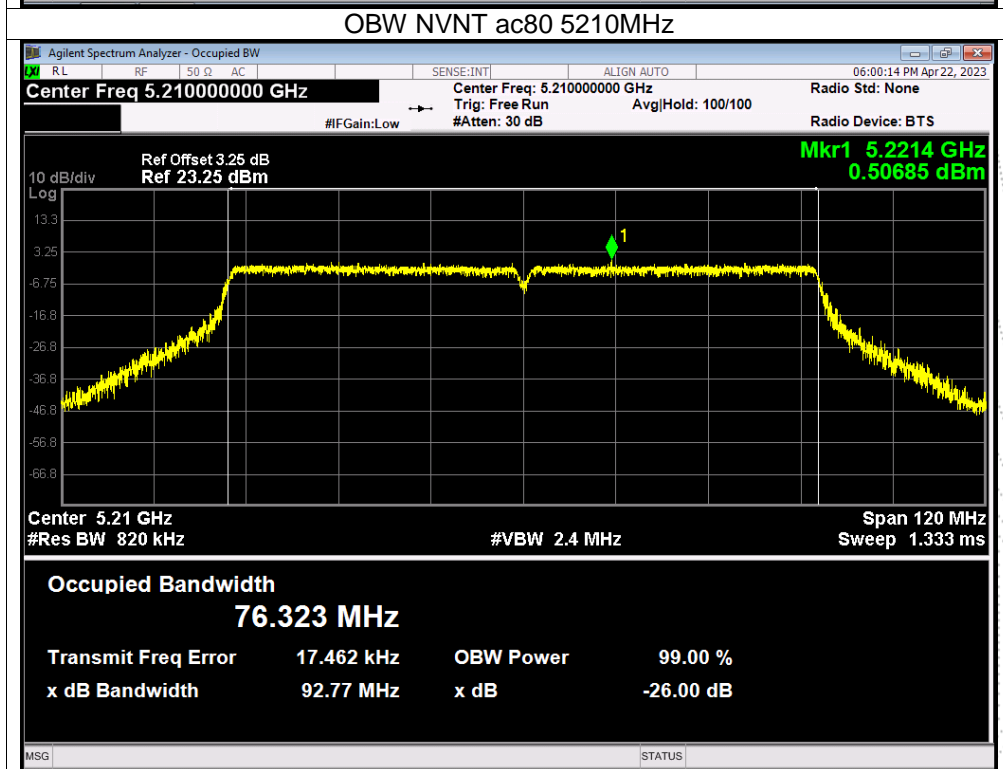 OBW NVNT ac80 5210MHz
Agilent Spectrum Analyzer - Occupied BW
LXI RL RF 50 Ω AC SENSE:INT ALIGN AUTO 06:00:14 PM Apr 22, 2023
Center Freq 5.210000000 GHz Center Freq: 5.210000000 GHz Radio Std: None
Trig: Free Run Avg|Hold: 100/100
#IFGain:Low #Atten: 30 dB Radio Device: BTS
Ref Offset 3.25 dB Mkr1 5.2214 GHz
10 dB/div Ref 23.25 dBm 0.50685 dBm
Log
13.3
1
3.25
-6.75
-16.8
-26.8
-36.8
-46.8
-56.8
-66.8
Center 5.21 GHz Span 120 MHz
#Res BW 820 kHz #VBW 2.4 MHz Sweep 1.333 ms
Occupied Bandwidth
76.323 MHz
Transmit Freq Error 17.462 kHz OBW Power 99.00 %
x dB Bandwidth 92.77 MHz x dB -26.00 dB
MSG STATUS